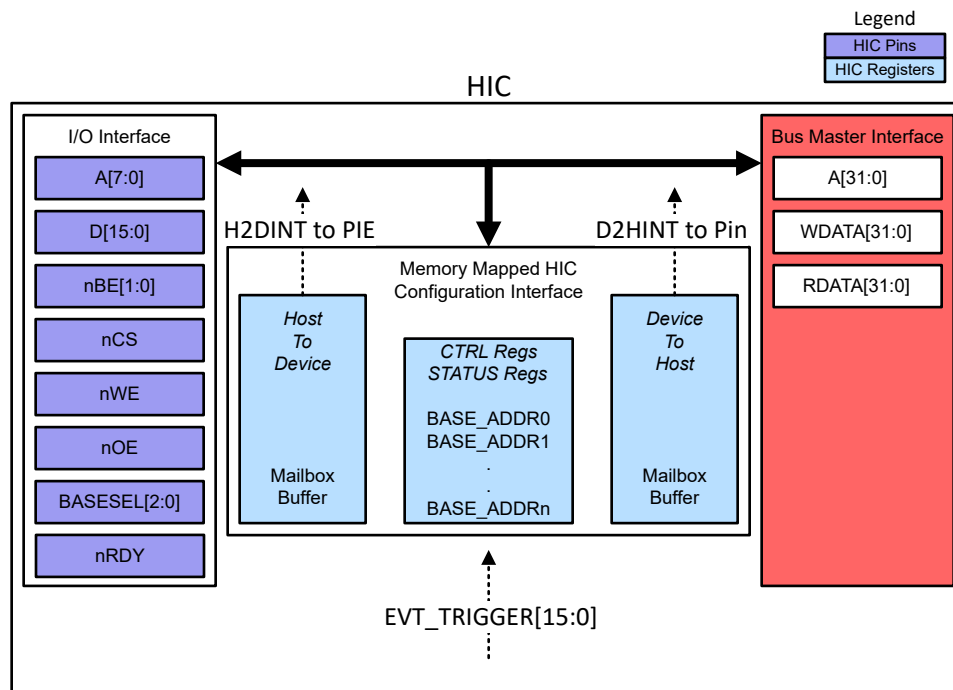 Legend
HIC Pins
HIC Registers
HIC
I/O Interface
A[7:0]
D[15:0]
nBE[1:0]
nCS
nWE
nOE
BASESEL[2:0]
nRDY
H2DINT to PIE
D2HINT to Pin
Memory Mapped HIC
Configuration Interface
Host
To
Device
Mailbox
Buffer
CTRL Regs
STATUS Regs
BASE_ADDR0
BASE_ADDR1
.
.
BASE_ADDRn
Device
To
Host
Mailbox
Buffer
EVT_TRIGGER[15:0]
Bus Master Interface
A[31:0]
WDATA[31:0]
RDATA[31:0]